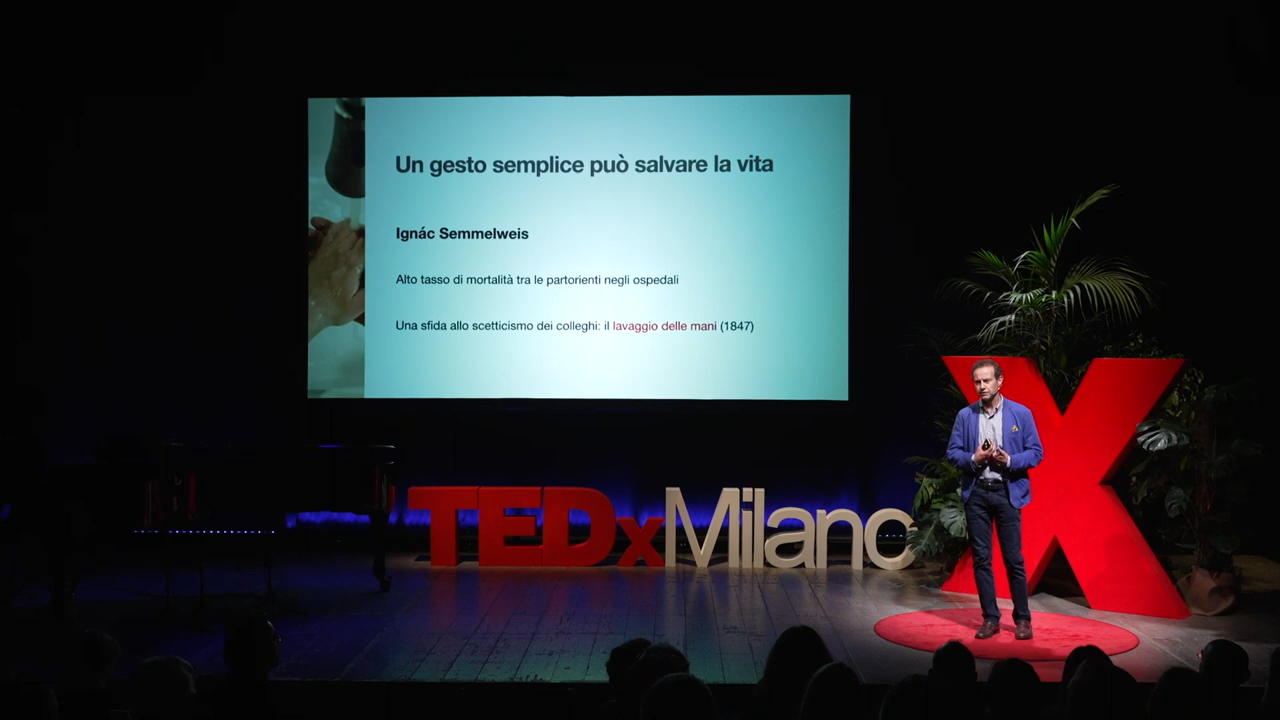 Un gesto semplice può salvare la vita
Ignác Semmelweis
Alto tasso di mortalità tra le partorienti negli ospedali
Una sfida allo scetticismo dei colleghi: il lavaggio delle mani (1847)
TEDxMilano
X